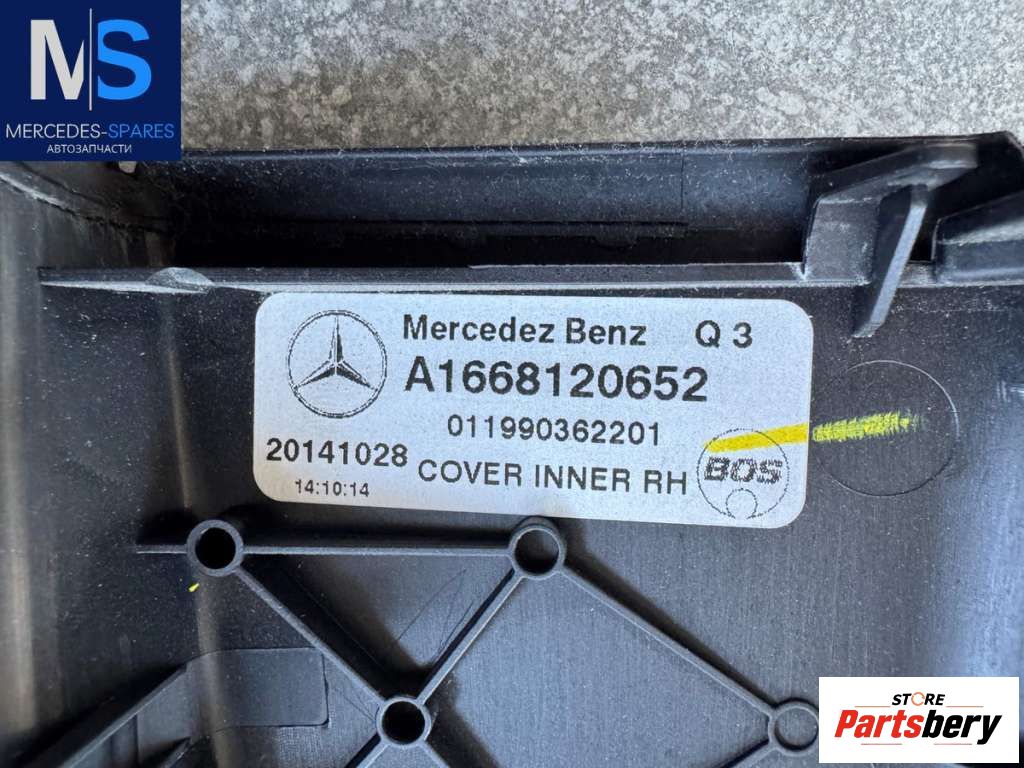 MS
MERCEDES-SPARES
АВТОЗАПЧАСТИ
Mercedez Benz Q 3
A1668120652
011990362201
20141028 COVER INNER RH BOS
14:10:14
STORE
Partsbery